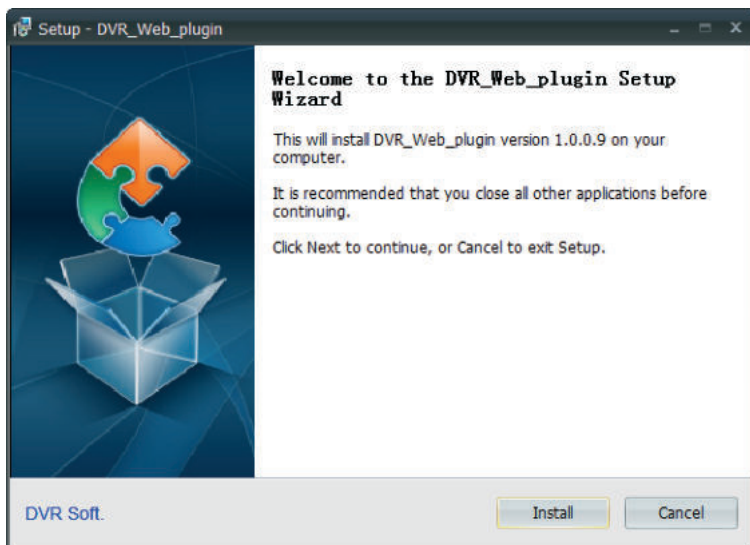 Setup - DVR_Web_plugin
Welcome to the DVR_Web_plugin Setup
Wizard
This will install DVR_Web_plugin version 1.0.0.9 on your
computer.
It is recommended that you close all other applications before
continuing.
Click Next to continue, or Cancel to exit Setup.
DVR Soft.
Install
Cancel